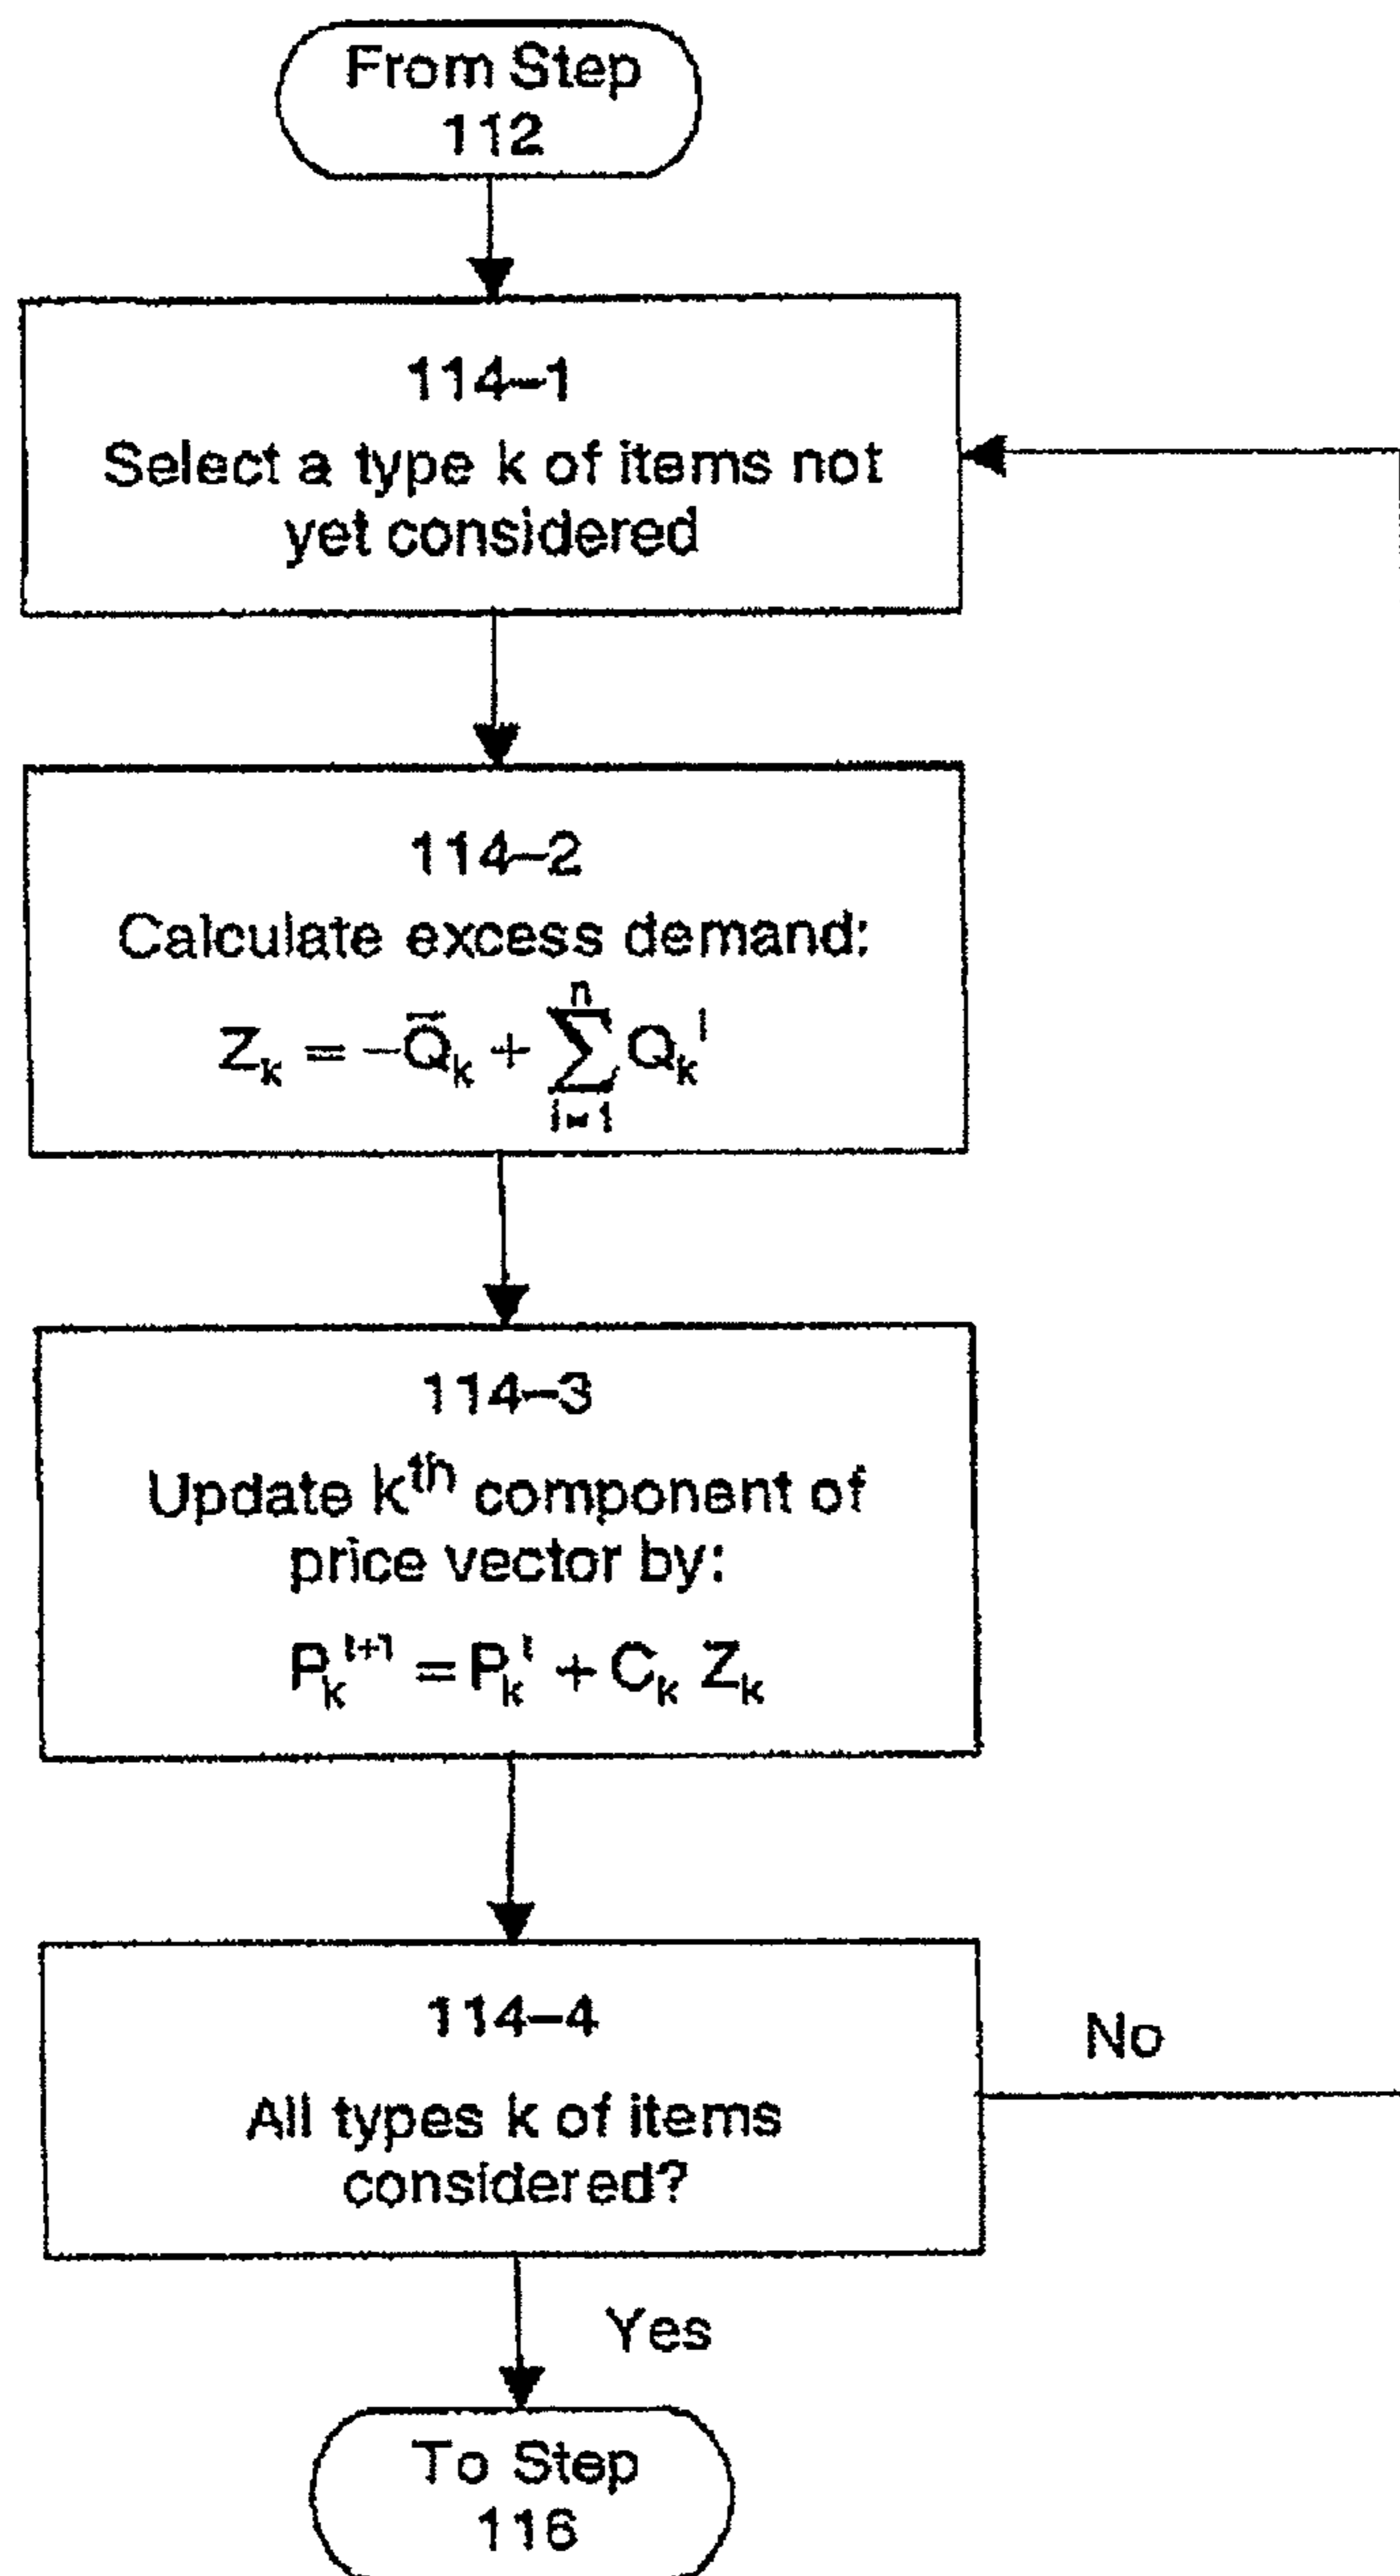 From Step
112
114–1
Select a type k of items not
yet considered
114–2
Calculate excess demand:
Z_k = –Q̄_k + ∑_{i=1}^{n} Q_k^i
114–3
Update k^th component of
price vector by:
P_k^{t+1} = P_k^t + C_k Z_k
114–4
All types k of items
considered?
No
Yes
To Step
116